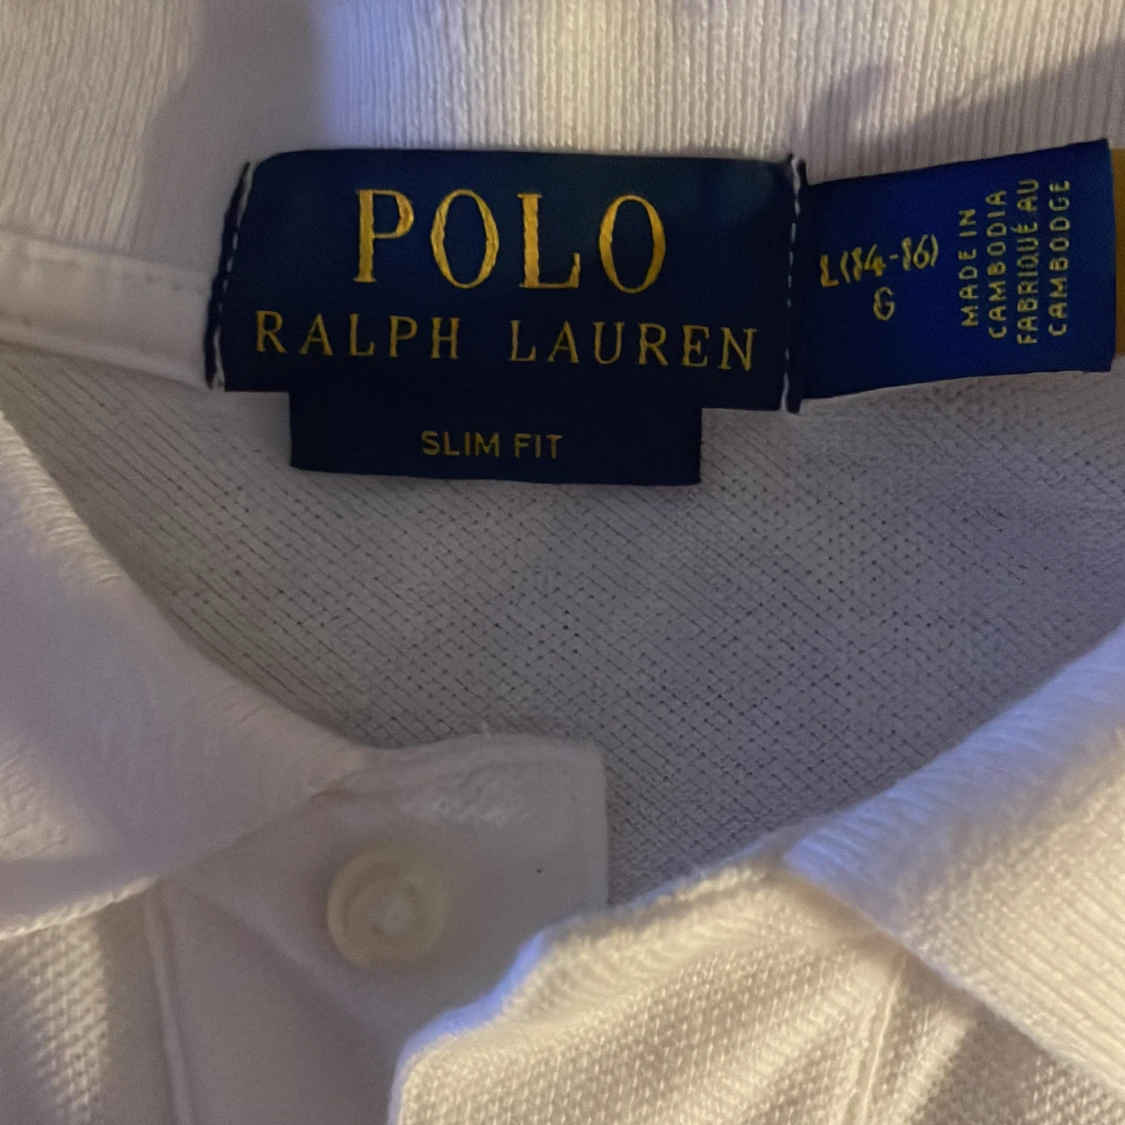 POLO
RALPH LAUREN
SLIM FIT
L(14-16)
G
MADE IN
CAMBODIA
FABRIQUÉ AU
CAMBODGE